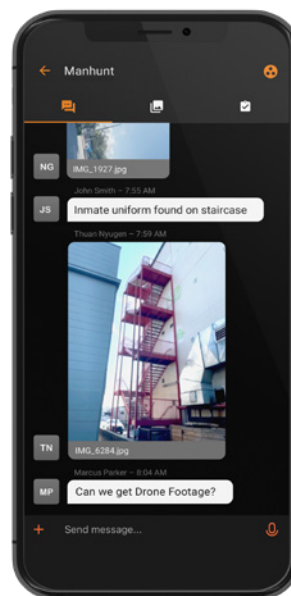 Manhunt
NG
IMG_1927.jpg
John Smith – 7:55 AM
JS
Inmate uniform found on staircase
Thuan Nyugen – 7:59 AM
TN
IMG_6284.jpg
Marcus Parker – 8:04 AM
MP
Can we get Drone Footage?
Send message...